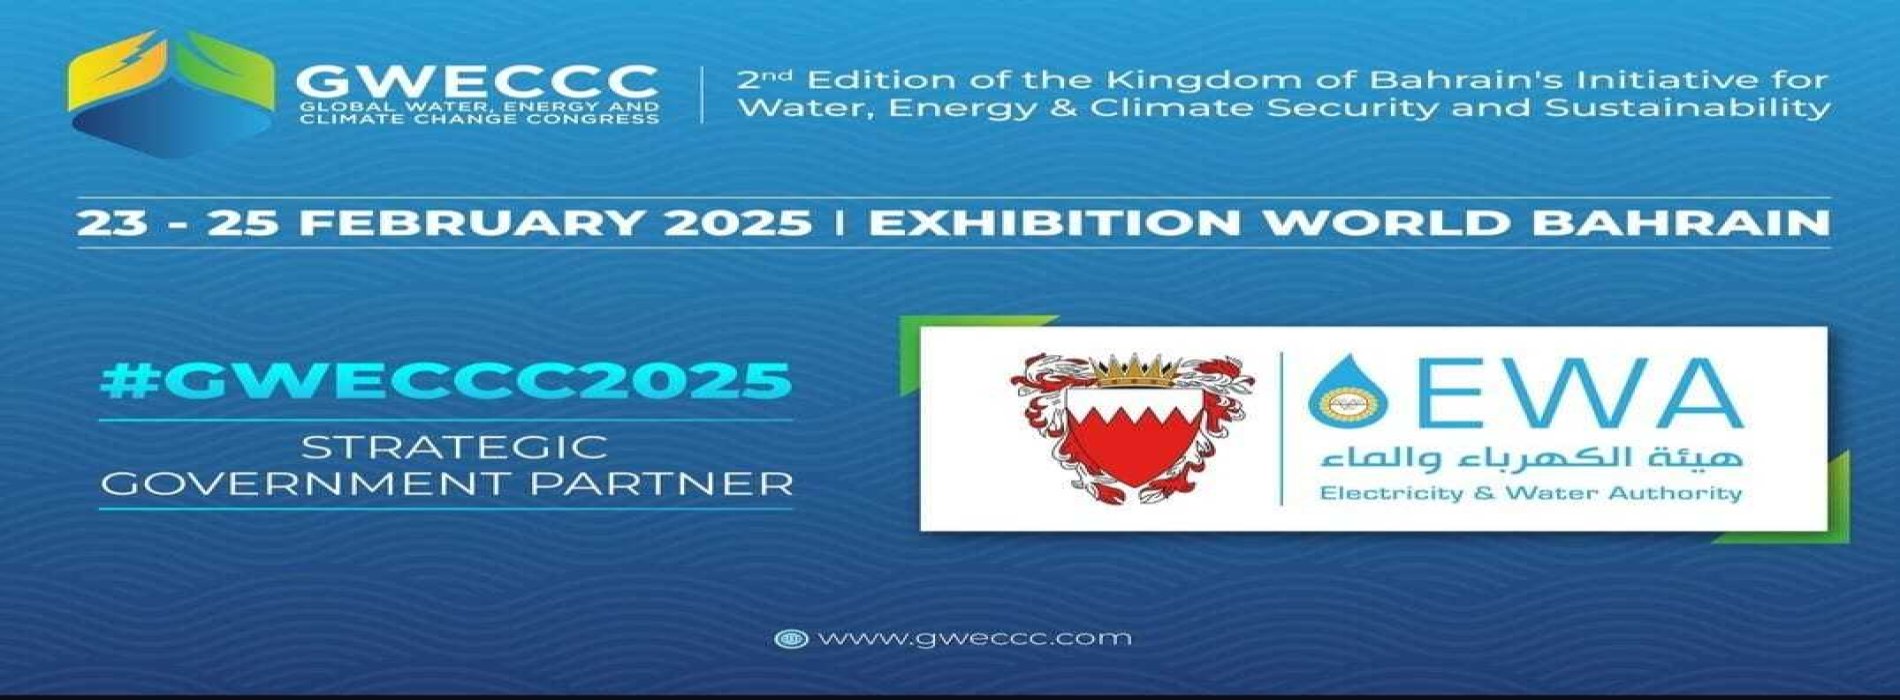 GWECCC
GLOBAL WATER, ENERGY AND
CLIMATE CHANGE CONGRESS
2nd Edition of the Kingdom of Bahrain's Initiative for
Water, Energy & Climate Security and Sustainability
23 - 25 FEBRUARY 2025 | EXHIBITION WORLD BAHRAIN
#GWECCC2025
STRATEGIC
GOVERNMENT PARTNER
EWA
هيئة الكهرباء والماء
Electricity & Water Authority
www.gweccc.com